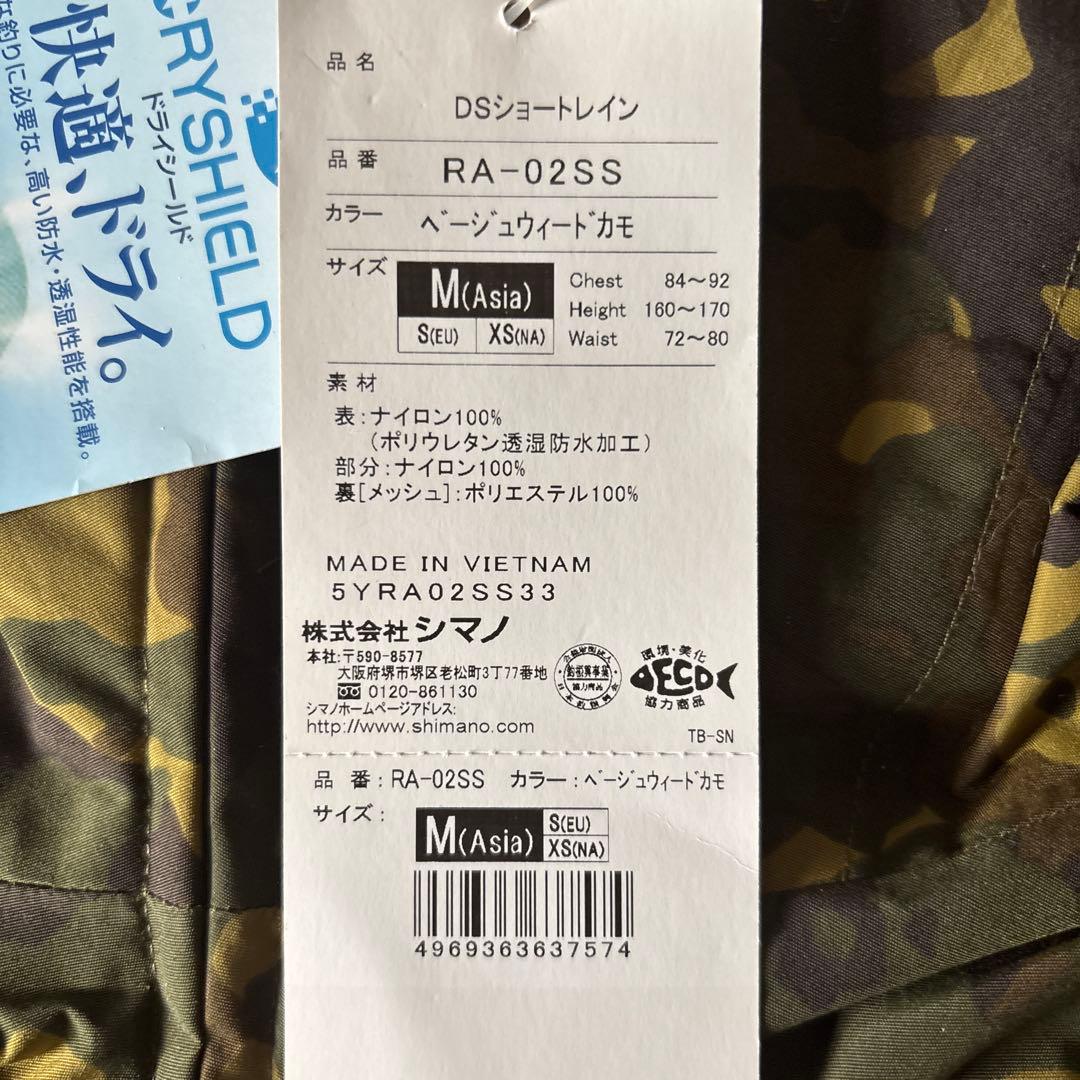 RYSHIELD
ドライシールド
快適、ドライ。
な釣りに必要な、高い防水・透湿性能を搭載。
品名
DSショートレイン
品番
RA-02SS
カラー
ベージュウィードカモ
サイズ
M(Asia)
S(EU) XS(NA)
Chest 84～92
Height 160～170
Waist 72～80
素材
表:ナイロン100%
(ポリウレタン透湿防水加工)
部分:ナイロン100%
裏[メッシュ]:ポリエステル100%
MADE IN VIETNAM
5YRA02SS33
株式会社 シマノ
本社:〒590-8577
大阪府堺市堺区老松町3丁77番地
0120-861130
シマノホームページアドレス:
http://www.shimano.com
環境・美化
ECO
協力商品
TB-SN
品 番:RA-02SS カラー:ベージュウィードカモ
サイズ:
M(Asia)
S(EU)
XS(NA)
4969363637574